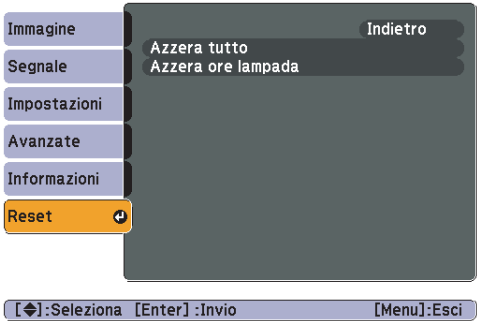 Immagine
Segnale
Impostazioni
Avanzate
Informazioni
Reset
Indietro
Azzera tutto
Azzera ore lampada
[◆]:Seleziona [Enter] :Invio [Menu]:Esci